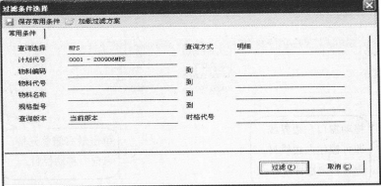 过滤条件选择
保存常用条件 加载过滤方案
常用条件
查询选择 MPS 查询方式 明细
计划代号 0001 - 200906MPS
物料编码 到
物料代号 到
物料名称 到
规格型号 到
查询版本 当前版本 时格代号
过滤(F) 取消(C)